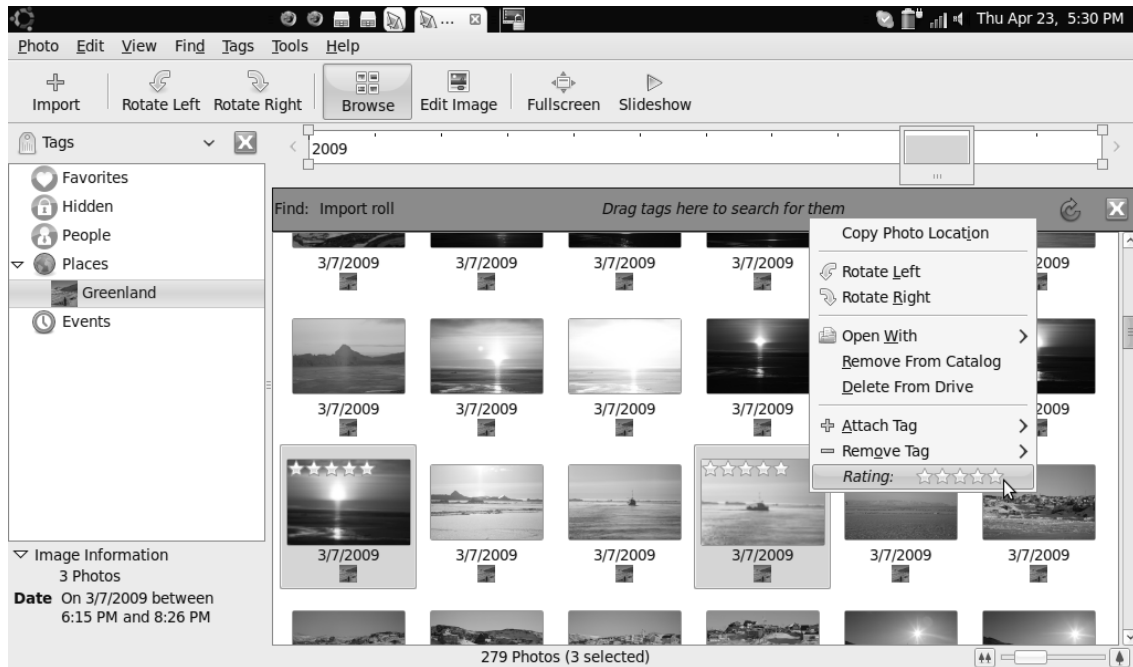 Thu Apr 23, 5:30 PM
Photo Edit View Find Tags Tools Help
Import Rotate Left Rotate Right Browse Edit Image Fullscreen Slideshow
Tags
2009
Favorites
Hidden
People
Places
Greenland
Events
Find: Import roll Drag tags here to search for them
Copy Photo Location
Rotate Left
Rotate Right
Open With
Remove From Catalog
Delete From Drive
Attach Tag
Remove Tag
Rating:
3/7/2009 3/7/2009 3/7/2009 3/7/2009 2009
3/7/2009 3/7/2009 3/7/2009 3/7/2009 2009
3/7/2009 3/7/2009 3/7/2009 3/7/2009 3/7/2009 3/7/2009
Image Information
3 Photos
Date On 3/7/2009 between
6:15 PM and 8:26 PM
279 Photos (3 selected)